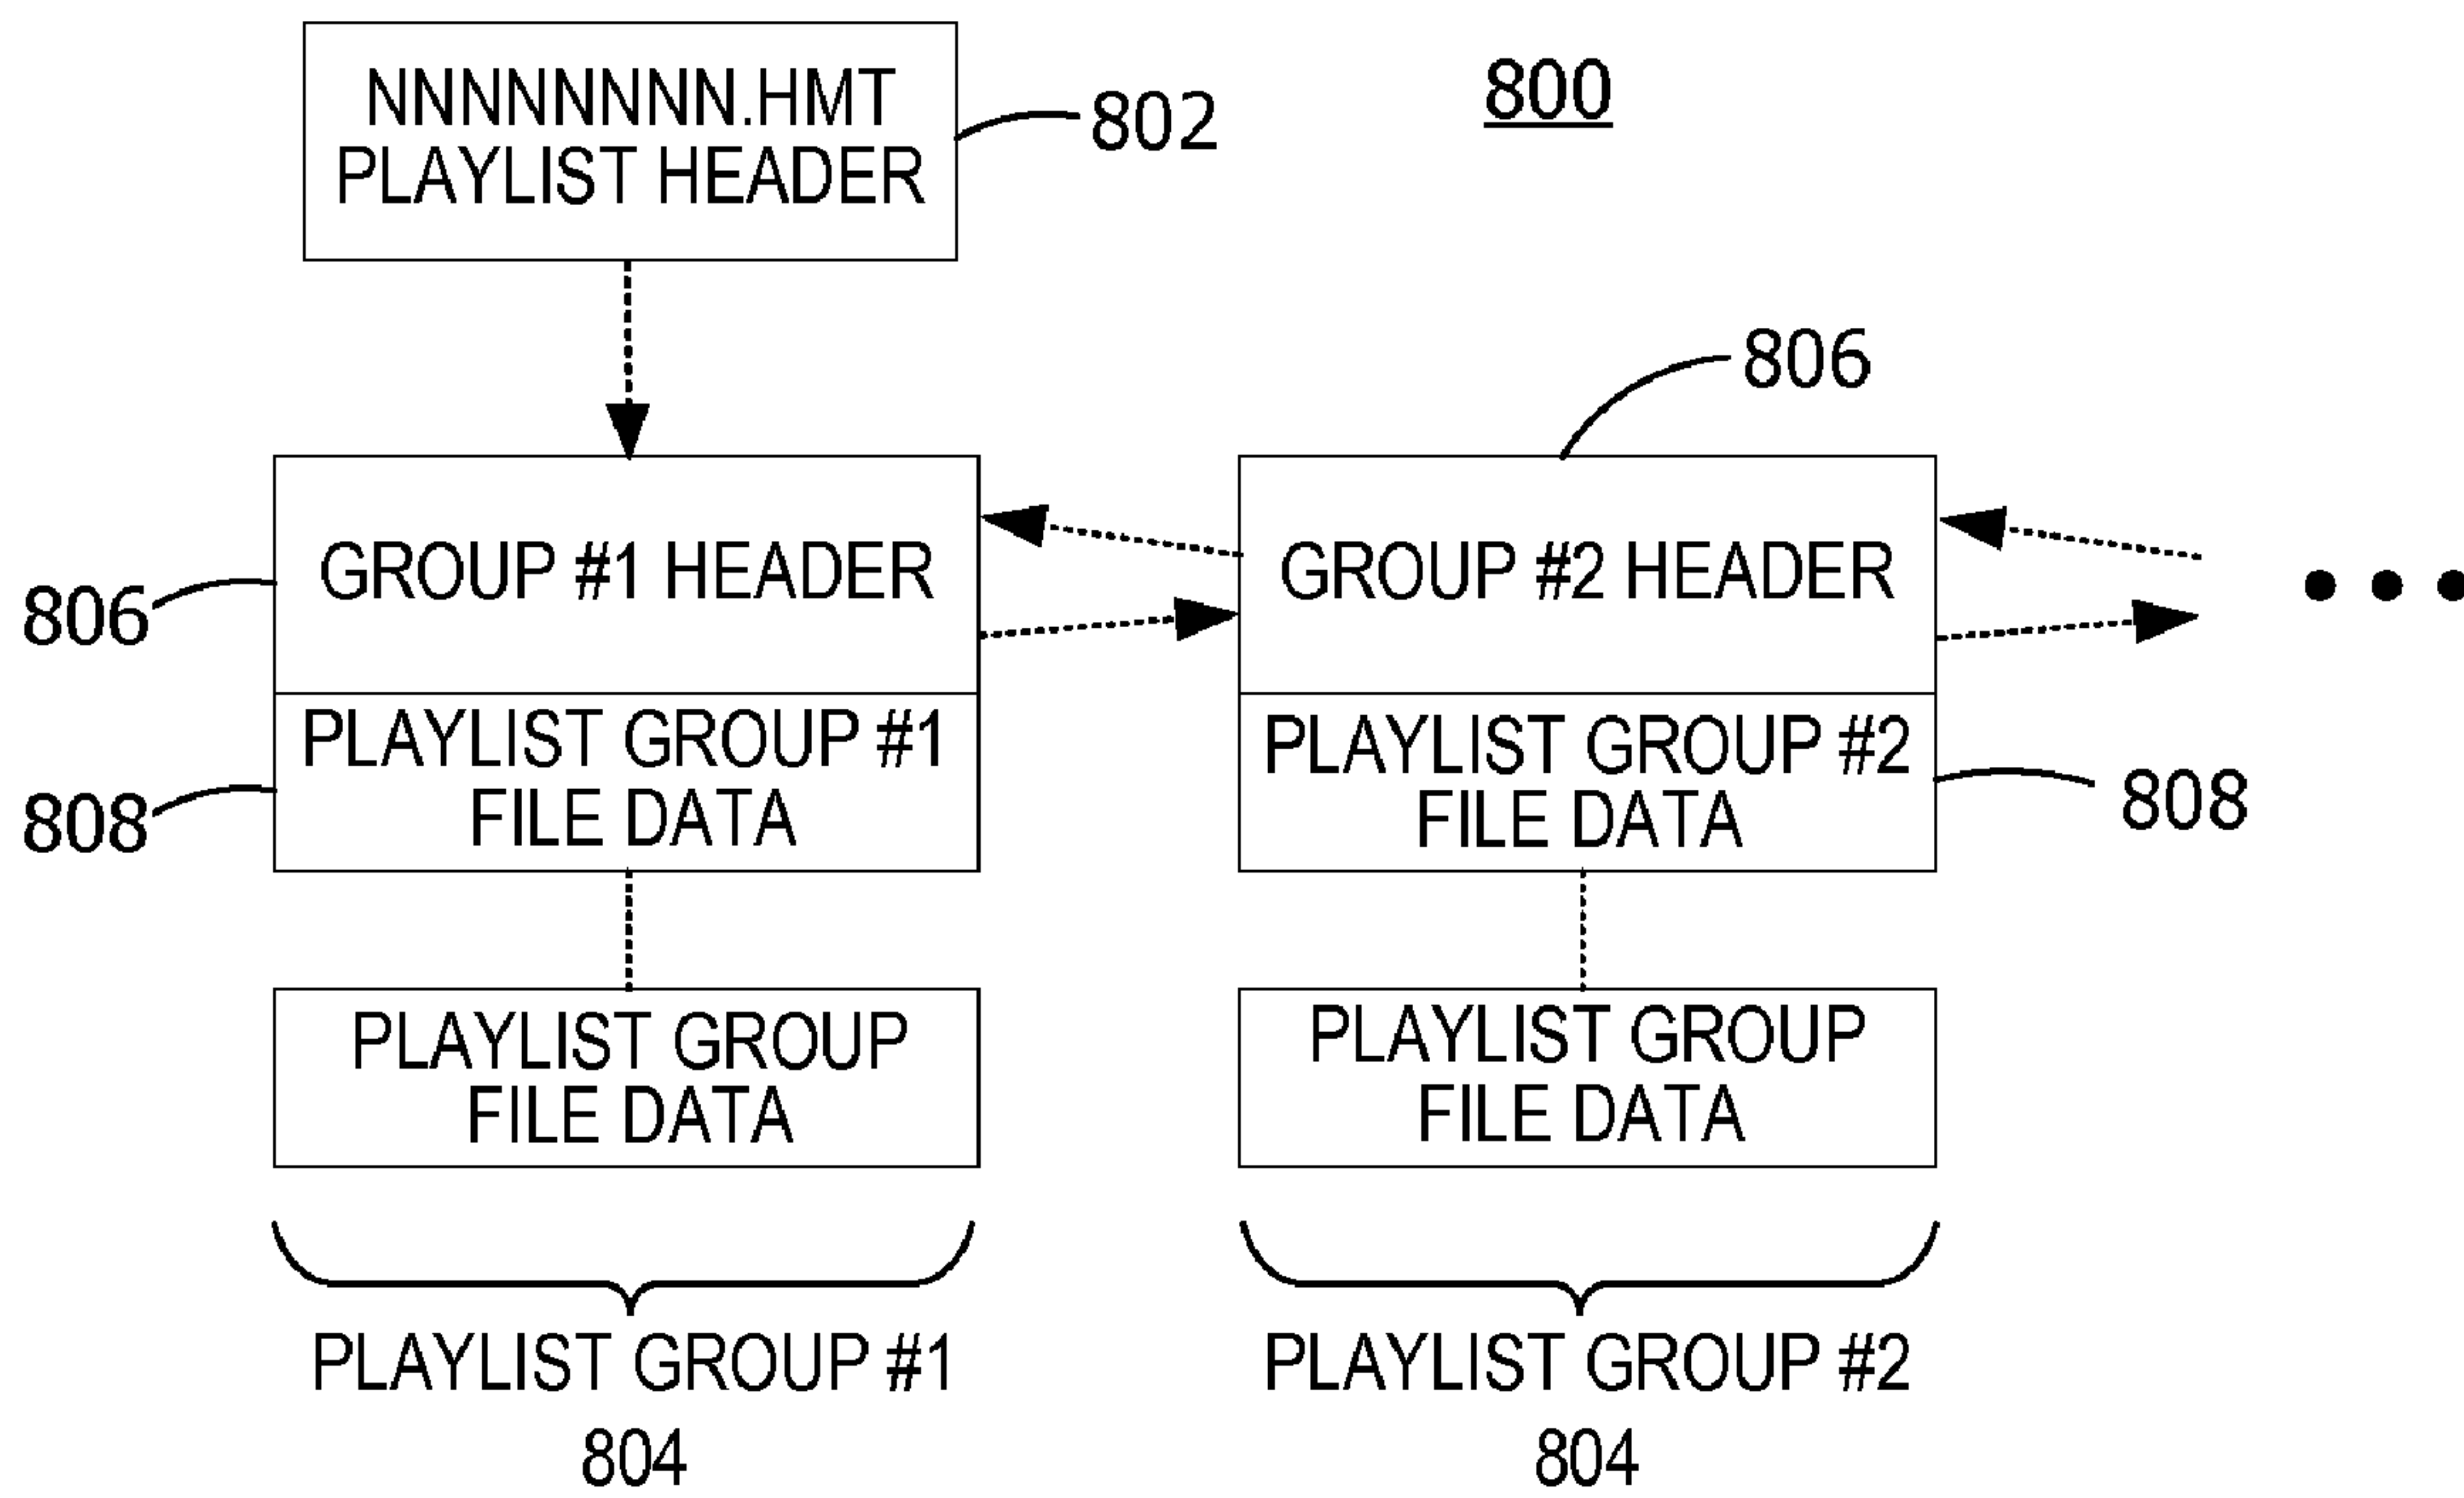 NNNNNNNN.HMT
PLAYLIST HEADER
802
800
806
GROUP #1 HEADER
GROUP #2 HEADER
806
PLAYLIST GROUP #1
FILE DATA
808
PLAYLIST GROUP #2
FILE DATA
808
PLAYLIST GROUP
FILE DATA
PLAYLIST GROUP
FILE DATA
PLAYLIST GROUP #1
804
PLAYLIST GROUP #2
804